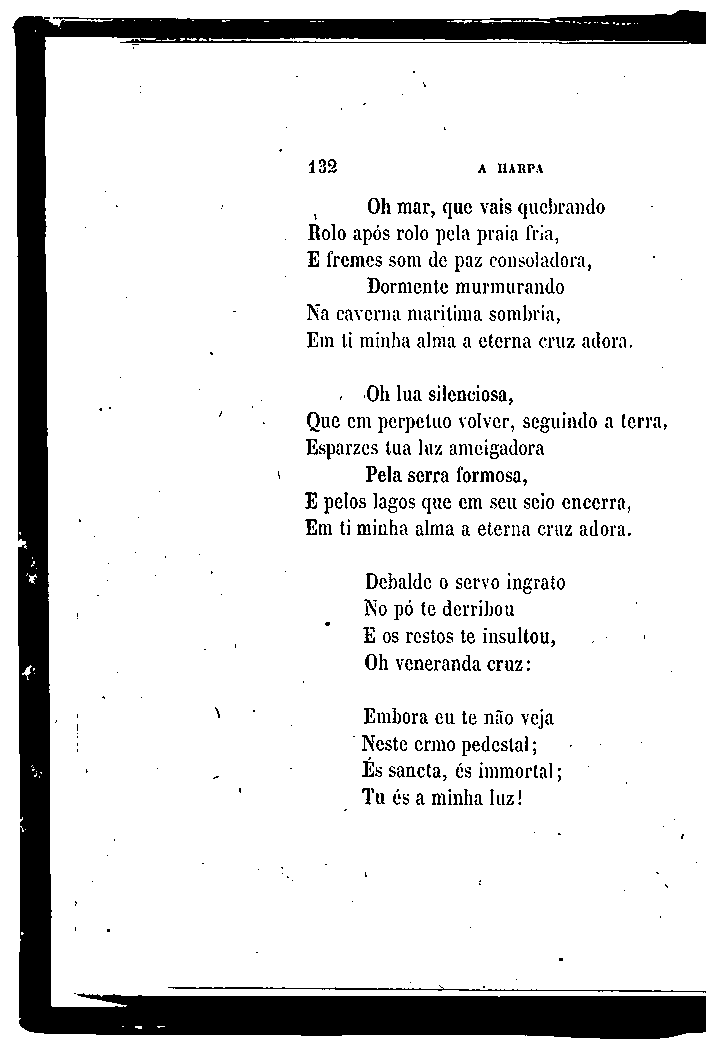 132 A HARPA
Oh mar, que vais quebrando
Rolo após rolo pela praia fria,
E fremes som de paz consoladora,
Dormente murmurando
Na caverna maritima sombria,
Em ti minha alma a eterna cruz adora.
Oh lua silenciosa,
Que em perpetuo volver, seguindo a terra,
Esparzes tua luz ameigadora
Pela serra formosa,
E pelos lagos que em seu seio encerra,
Em ti minha alma a eterna cruz adora.
Debalde o servo ingrato
No pó te derribou
E os restos te insultou,
Oh veneranda cruz:
Embora eu te não veja
Neste ermo pedestal;
És sancta, és immortal;
Tu és a minha luz!